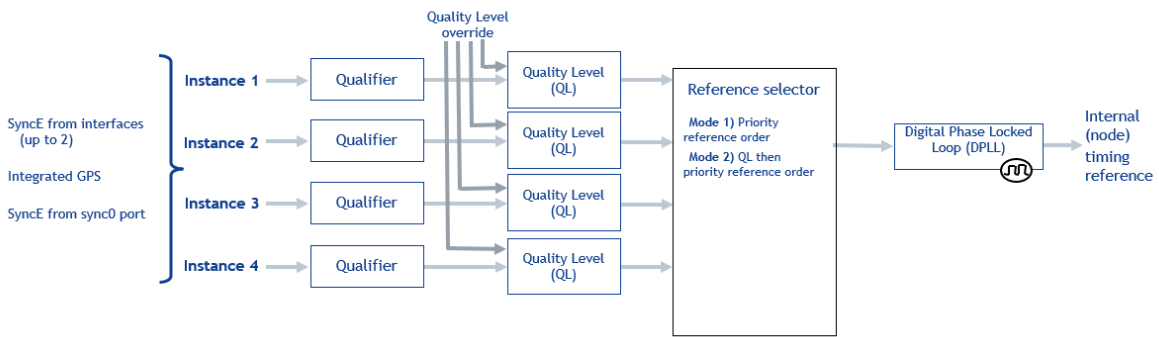 Quality Level
override
SyncE from interfaces
(up to 2)
Integrated GPS
SyncE from sync0 port
Instance 1
Qualifier
Quality Level
(QL)
Instance 2
Qualifier
Quality Level
(QL)
Instance 3
Qualifier
Quality Level
(QL)
Instance 4
Qualifier
Quality Level
(QL)
Reference selector
Mode 1) Priority
reference order
Mode 2) QL then
priority reference order
Digital Phase Locked
Loop (DPLL)
Internal
(node)
timing
reference